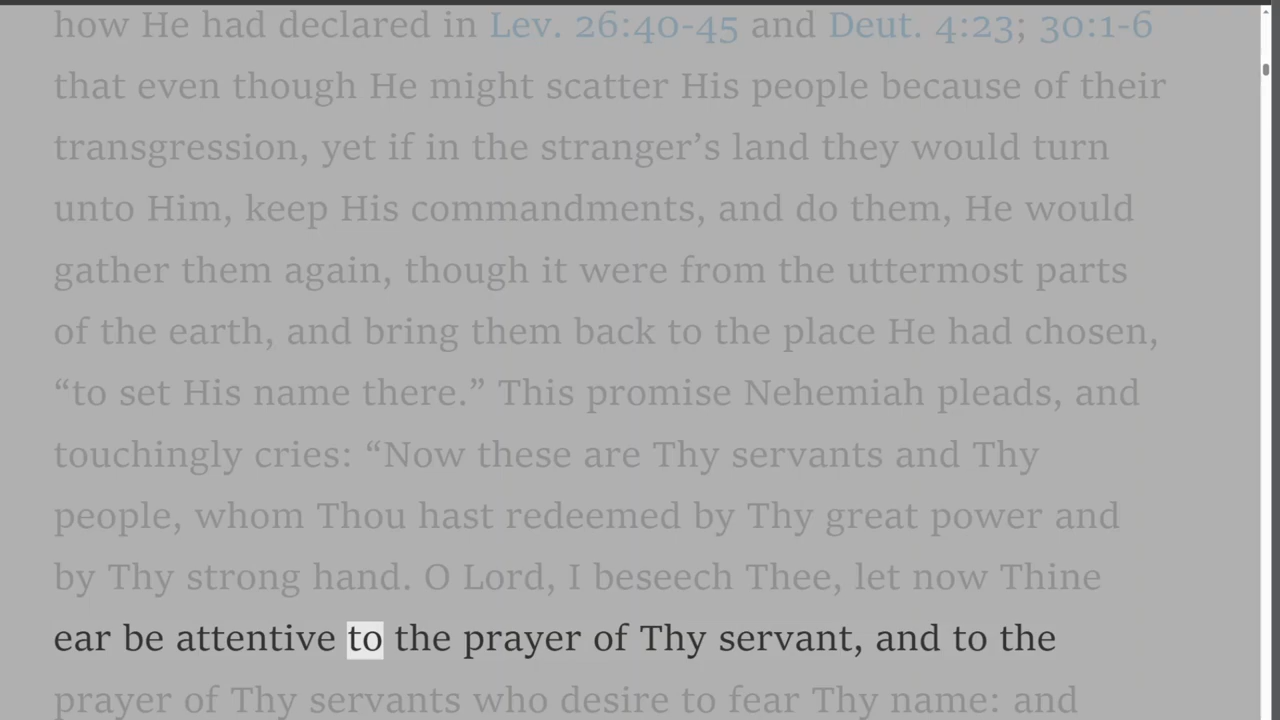 how He had declared in Lev. 26:40-45 and Deut. 4:23; 30:1-6
that even though He might scatter His people because of their
transgression, yet if in the stranger’s land they would turn
unto Him, keep His commandments, and do them, He would
gather them again, though it were from the uttermost parts
of the earth, and bring them back to the place He had chosen,
“to set His name there.” This promise Nehemiah pleads, and
touchingly cries: “Now these are Thy servants and Thy
people, whom Thou hast redeemed by Thy great power and
by Thy strong hand. O Lord, I beseech Thee, let now Thine
ear be attentive to the prayer of Thy servant, and to the
prayer of Thy servants who desire to fear Thy name: and